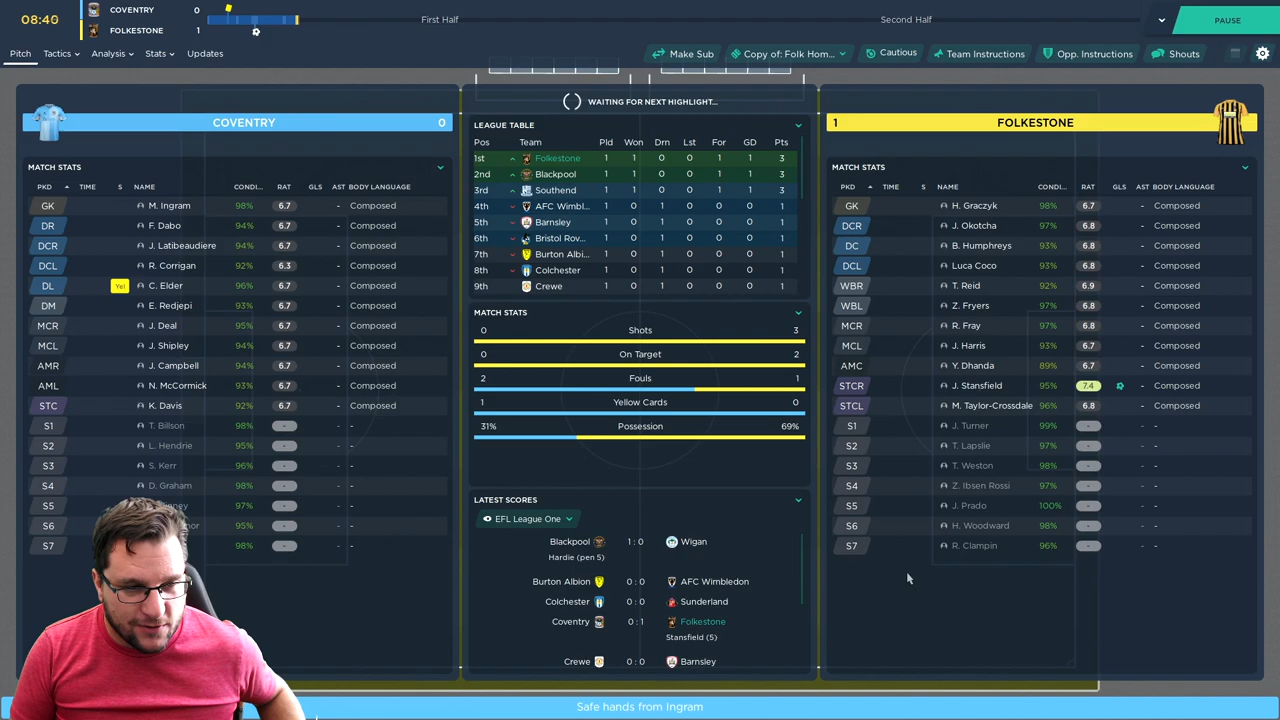 08:40
COVENTRY 0
FOLKESTONE 1
First Half
Second Half
PAUSE
Pitch Tactics Analysis Stats Updates
Make Sub Copy of: Folk Hom... Cautious Team Instructions Opp. Instructions Shouts
WAITING FOR NEXT HIGHLIGHT...
COVENTRY 0
MATCH STATS
PKD TIME S NAME CONDI... RAT GLS AST BODY LANGUAGE
GK M. Ingram 98% 6.7 - Composed
DR F. Dabo 94% 6.7 - Composed
DCR J. Latibeaudiere 94% 6.7 - Composed
DCL R. Corrigan 92% 6.3 - Composed
DL Yel C. Elder 96% 6.7 - Composed
DM E. Redjepi 93% 6.7 - Composed
MCR J. Deal 95% 6.7 - Composed
MCL J. Shipley 94% 6.7 - Composed
AMR J. Campbell 94% 6.7 - Composed
AML N. McCormick 93% 6.7 - Composed
STC K. Davis 92% 6.7 - Composed
S1 T. Billson 98% - - -
S2 L. Hendrie 95% - - -
S3 S. Kerr 96% - - -
S4 D. Graham 98% - - -
S5 97% - - -
S6 95% - - -
S7 98% - - -
LEAGUE TABLE
Pos Team Pld Won Drn Lst For GD Pts
1st Folkestone 1 1 0 0 1 1 3
2nd Blackpool 1 1 0 0 1 1 3
3rd Southend 1 1 0 0 1 1 3
4th AFC Wimbl... 1 0 1 0 0 0 1
5th Barnsley 1 0 1 0 0 0 1
6th Bristol Rov... 1 0 1 0 0 0 1
7th Burton Albi... 1 0 1 0 0 0 1
8th Colchester 1 0 1 0 0 0 1
9th Crewe 1 0 1 0 0 0 1
MATCH STATS
0 Shots 3
0 On Target 2
2 Fouls 1
1 Yellow Cards 0
31% Possession 69%
LATEST SCORES
EFL League One
Blackpool 1 : 0 Wigan
Hardie (pen 5)
Burton Albion 0 : 0 AFC Wimbledon
Colchester 0 : 0 Sunderland
Coventry 0 : 1 Folkestone
Stansfield (5)
Crewe 0 : 0 Barnsley
1 FOLKESTONE
MATCH STATS
PKD TIME S NAME CONDI... RAT GLS AST BODY LANGUAGE
GK H. Graczyk 98% 6.7 - Composed
DCR J. Okotcha 97% 6.8 - Composed
DC B. Humphreys 93% 6.8 - Composed
DCL Luca Coco 93% 6.8 - Composed
WBR T. Reid 92% 6.9 - Composed
WBL Z. Fryers 97% 6.8 - Composed
MCR R. Fray 97% 6.8 - Composed
MCL J. Harris 93% 6.7 - Composed
AMC Y. Dhanda 89% 6.7 - Composed
STCR J. Stansfield 95% 7.4 - Composed
STCL M. Taylor-Crossdale 96% 6.8 - Composed
S1 J. Turner 99% - - -
S2 T. Lapslie 97% - - -
S3 T. Weston 98% - - -
S4 Z. Ibsen Rossi 97% - - -
S5 J. Prado 100% - - -
S6 H. Woodward 98% - - -
S7 R. Clampin 96% - - -
Safe hands from Ingram